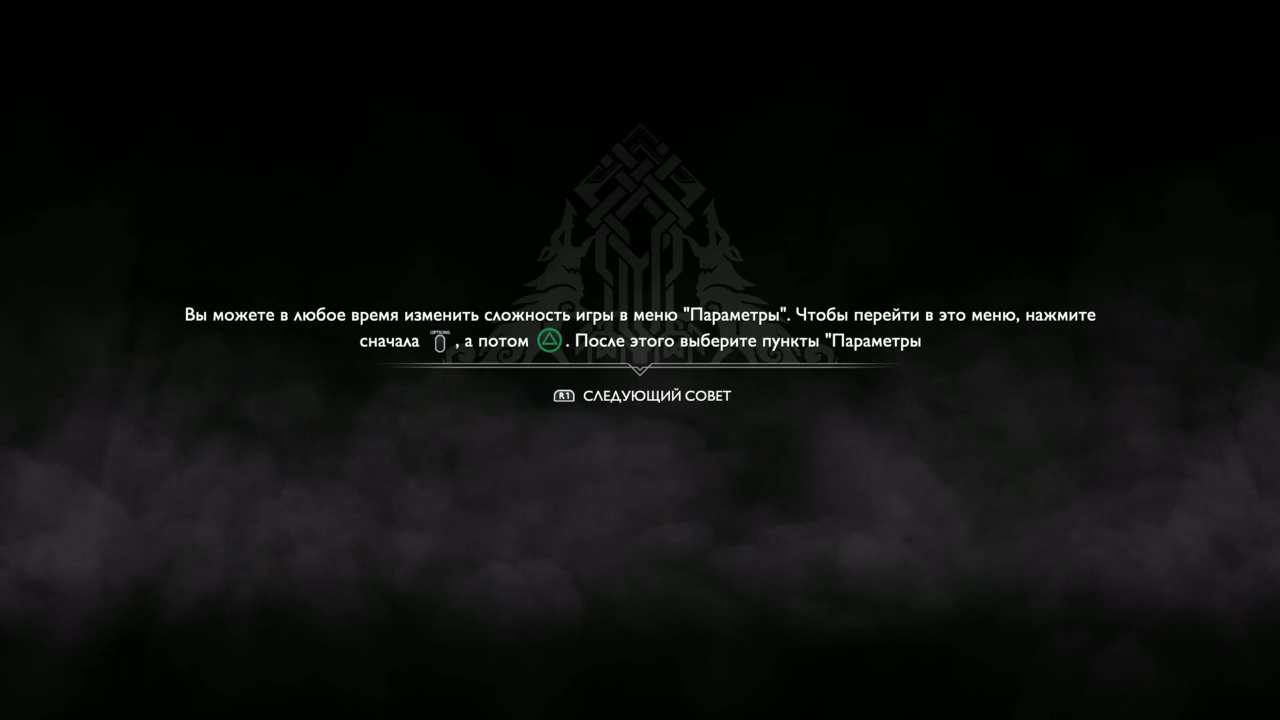 Вы можете в любое время изменить сложность игры в меню "Параметры". Чтобы перейти в это меню, нажмите
сначала OPTIONS , а потом . После этого выберите пункты "Параметры
R1 СЛЕДУЮЩИЙ СОВЕТ